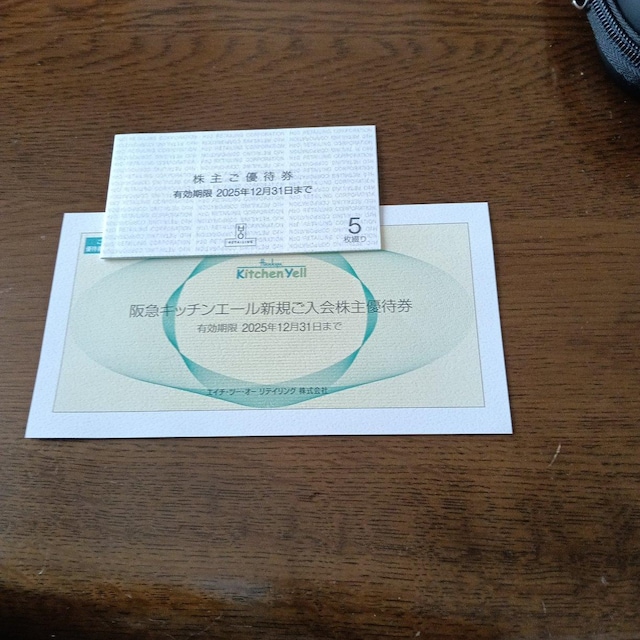 株主ご優待券
有効期限 2025年12月31日まで
H2O
RETAILING
5
枚綴り
Kitchen Yell
阪急キッチンエール新規ご入会株主優待券
有効期限 2025年12月31日まで
エイチ・ツー・オー リテイリング 株式会社